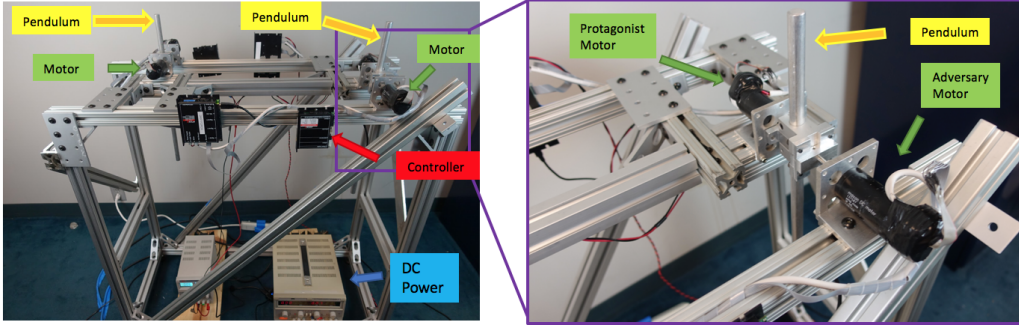 Pendulum
Pendulum
Motor
Motor
Controller
DC
Power
Protagonist
Motor
Pendulum
Adversary
Motor